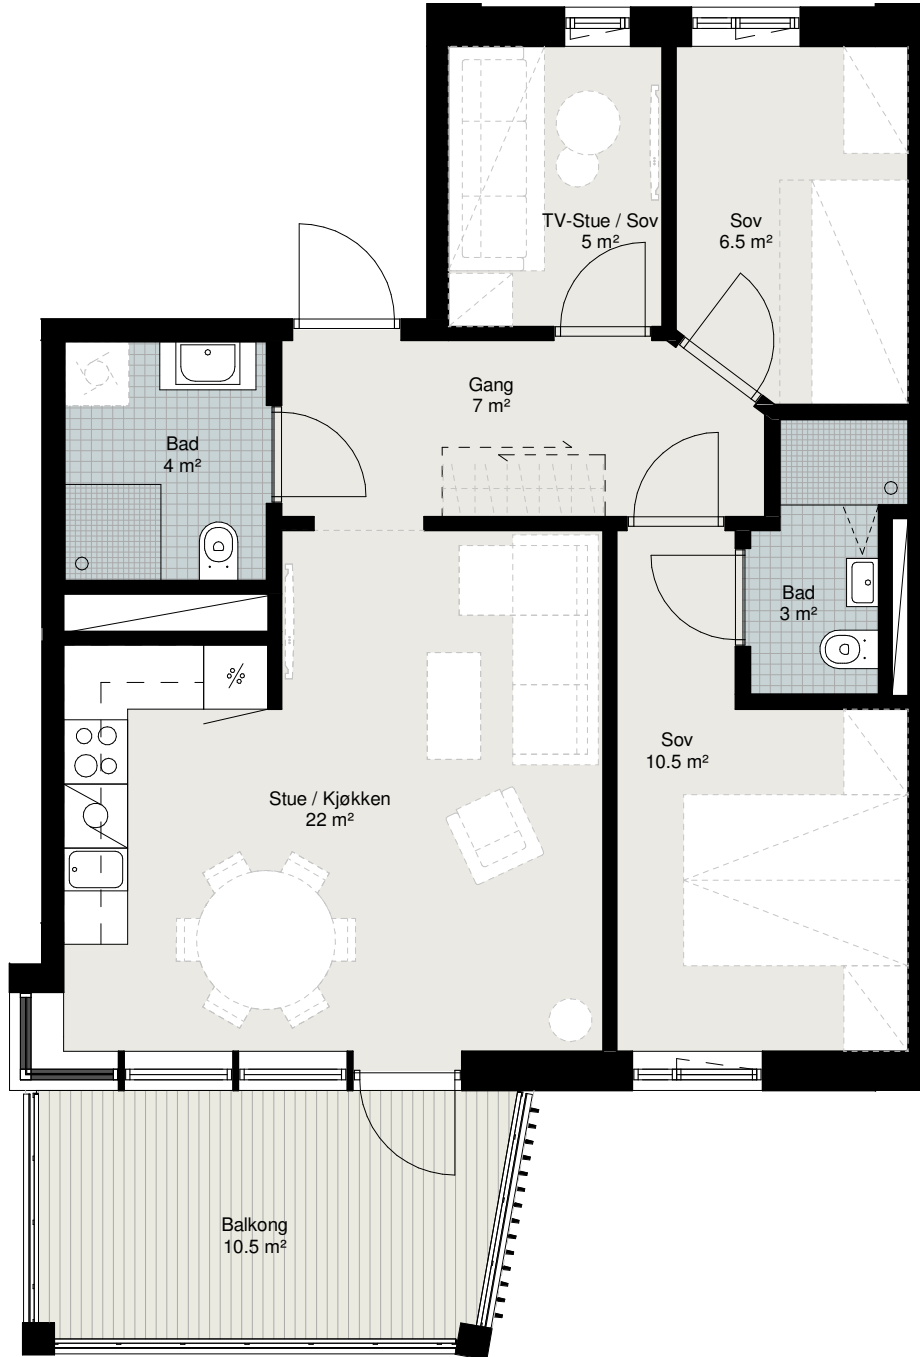 TV-Stue / Sov
5 m²
Sov
6.5 m²
Gang
7 m²
Bad
4 m²
Bad
3 m²
Sov
10.5 m²
Stue / Kjøkken
22 m²
Balkong
10.5 m²